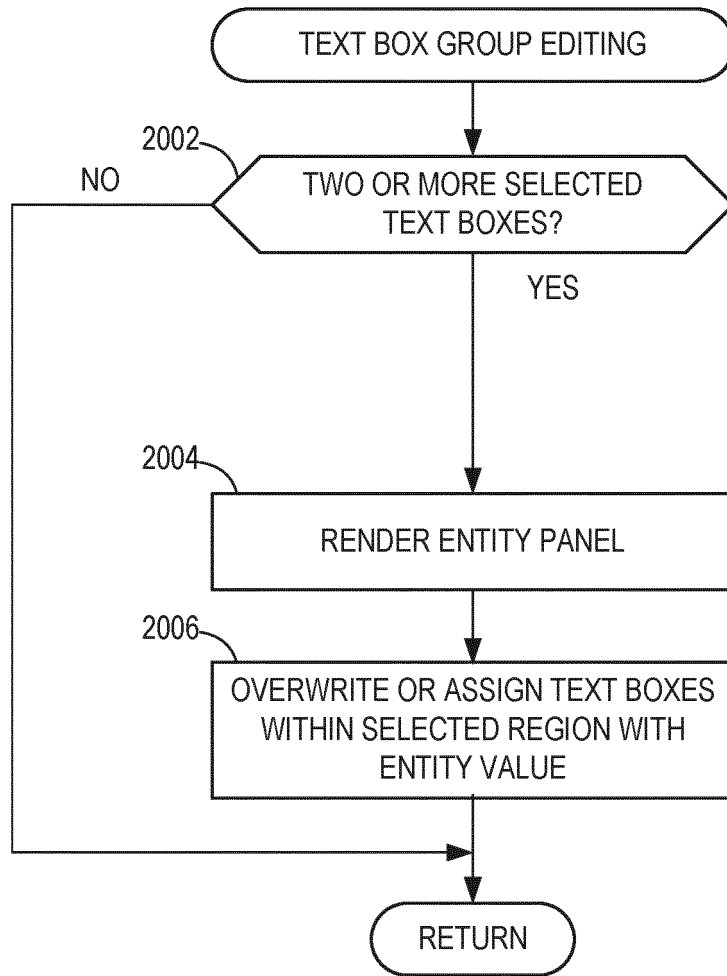 TEXT BOX GROUP EDITING
2002
NO
TWO OR MORE SELECTED
TEXT BOXES?
YES
2004
RENDER ENTITY PANEL
2006
OVERWRITE OR ASSIGN TEXT BOXES
WITHIN SELECTED REGION WITH
ENTITY VALUE
RETURN